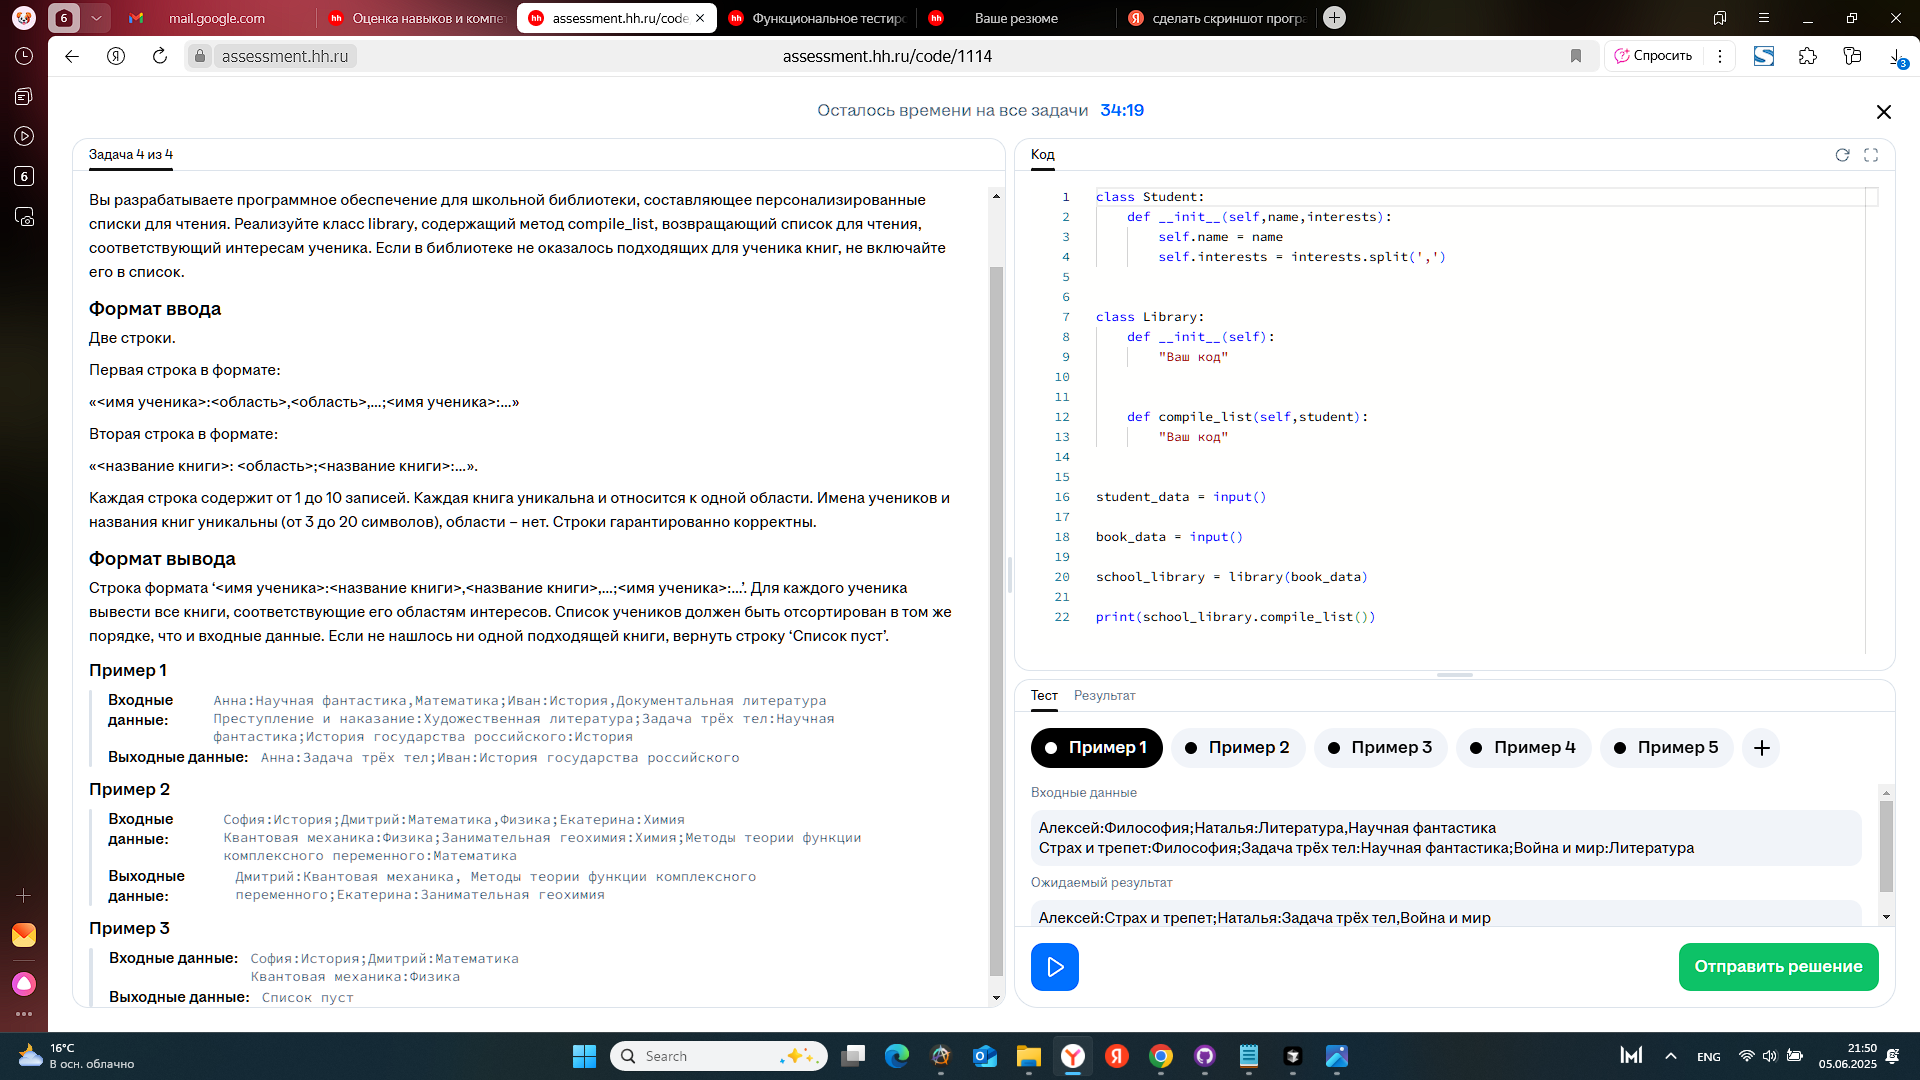 6
mail.google.com
Оценка навыков и компе
assessment.hh.ru/code
Функциональное тестиро
Ваше резюме
сделать скриншот програ
assessment.hh.ru
assessment.hh.ru/code/1114
Спросить
3
6
Осталось времени на все задачи 34:19
Задача 4 из 4
Вы разрабатываете программное обеспечение для школьной библиотеки, составляющее персонализированные
списки для чтения. Реализуйте класс library, содержащий метод compile_list, возвращающий список для чтения,
соответствующий интересам ученика. Если в библиотеке не оказалось подходящих для ученика книг, не включайте
его в список.
Формат ввода
Две строки.
Первая строка в формате:
«<имя ученика>:<область>,<область>,...;<имя ученика>:...»
Вторая строка в формате:
«<название книги>: <область>;<название книги>:...».
Каждая строка содержит от 1 до 10 записей. Каждая книга уникальна и относится к одной области. Имена учеников и
названия книг уникальны (от 3 до 20 символов), области – нет. Строки гарантированно корректны.
Формат вывода
Строка формата ‘<имя ученика>:<название книги>,<название книги>,...;<имя ученика>:...’. Для каждого ученика
вывести все книги, соответствующие его областям интересов. Список учеников должен быть отсортирован в том же
порядке, что и входные данные. Если не нашлось ни одной подходящей книги, вернуть строку ‘Список пуст’.
Пример 1
Входные данные: Анна:Научная фантастика,Математика;Иван:История,Документальная литература
Преступление и наказание:Художественная литература;Задача трёх тел:Научная
фантастика;История государства российского:История
Выходные данные: Анна:Задача трёх тел;Иван:История государства российского
Пример 2
Входные данные: София:История;Дмитрий:Математика,Физика;Екатерина:Химия
Квантовая механика:Физика;Занимательная геохимия:Химия;Методы теории функции
комплексного переменного:Математика
Выходные данные: Дмитрий:Квантовая механика, Методы теории функции комплексного
переменного;Екатерина:Занимательная геохимия
Пример 3
Входные данные: София:История;Дмитрий:Математика
Квантовая механика:Физика
Выходные данные: Список пуст
Код
1 class Student:
2 def __init__(self,name,interests):
3 self.name = name
4 self.interests = interests.split(',')
5
6
7 class Library:
8 def __init__(self):
9 "Ваш код"
10
11
12 def compile_list(self,student):
13 "Ваш код"
14
15
16 student_data = input()
17
18 book_data = input()
19
20 school_library = library(book_data)
21
22 print(school_library.compile_list())
Тест Результат
Пример 1 Пример 2 Пример 3 Пример 4 Пример 5
Входные данные
Алексей:Философия;Наталья:Литература,Научная фантастика
Страх и трепет:Философия;Задача трёх тел:Научная фантастика;Война и мир:Литература
Ожидаемый результат
Алексей:Страх и трепет;Наталья:Задача трёх тел,Война и мир
Отправить решение
16°C
В осн. облачно
Search
ENG
21:50
05.06.2025